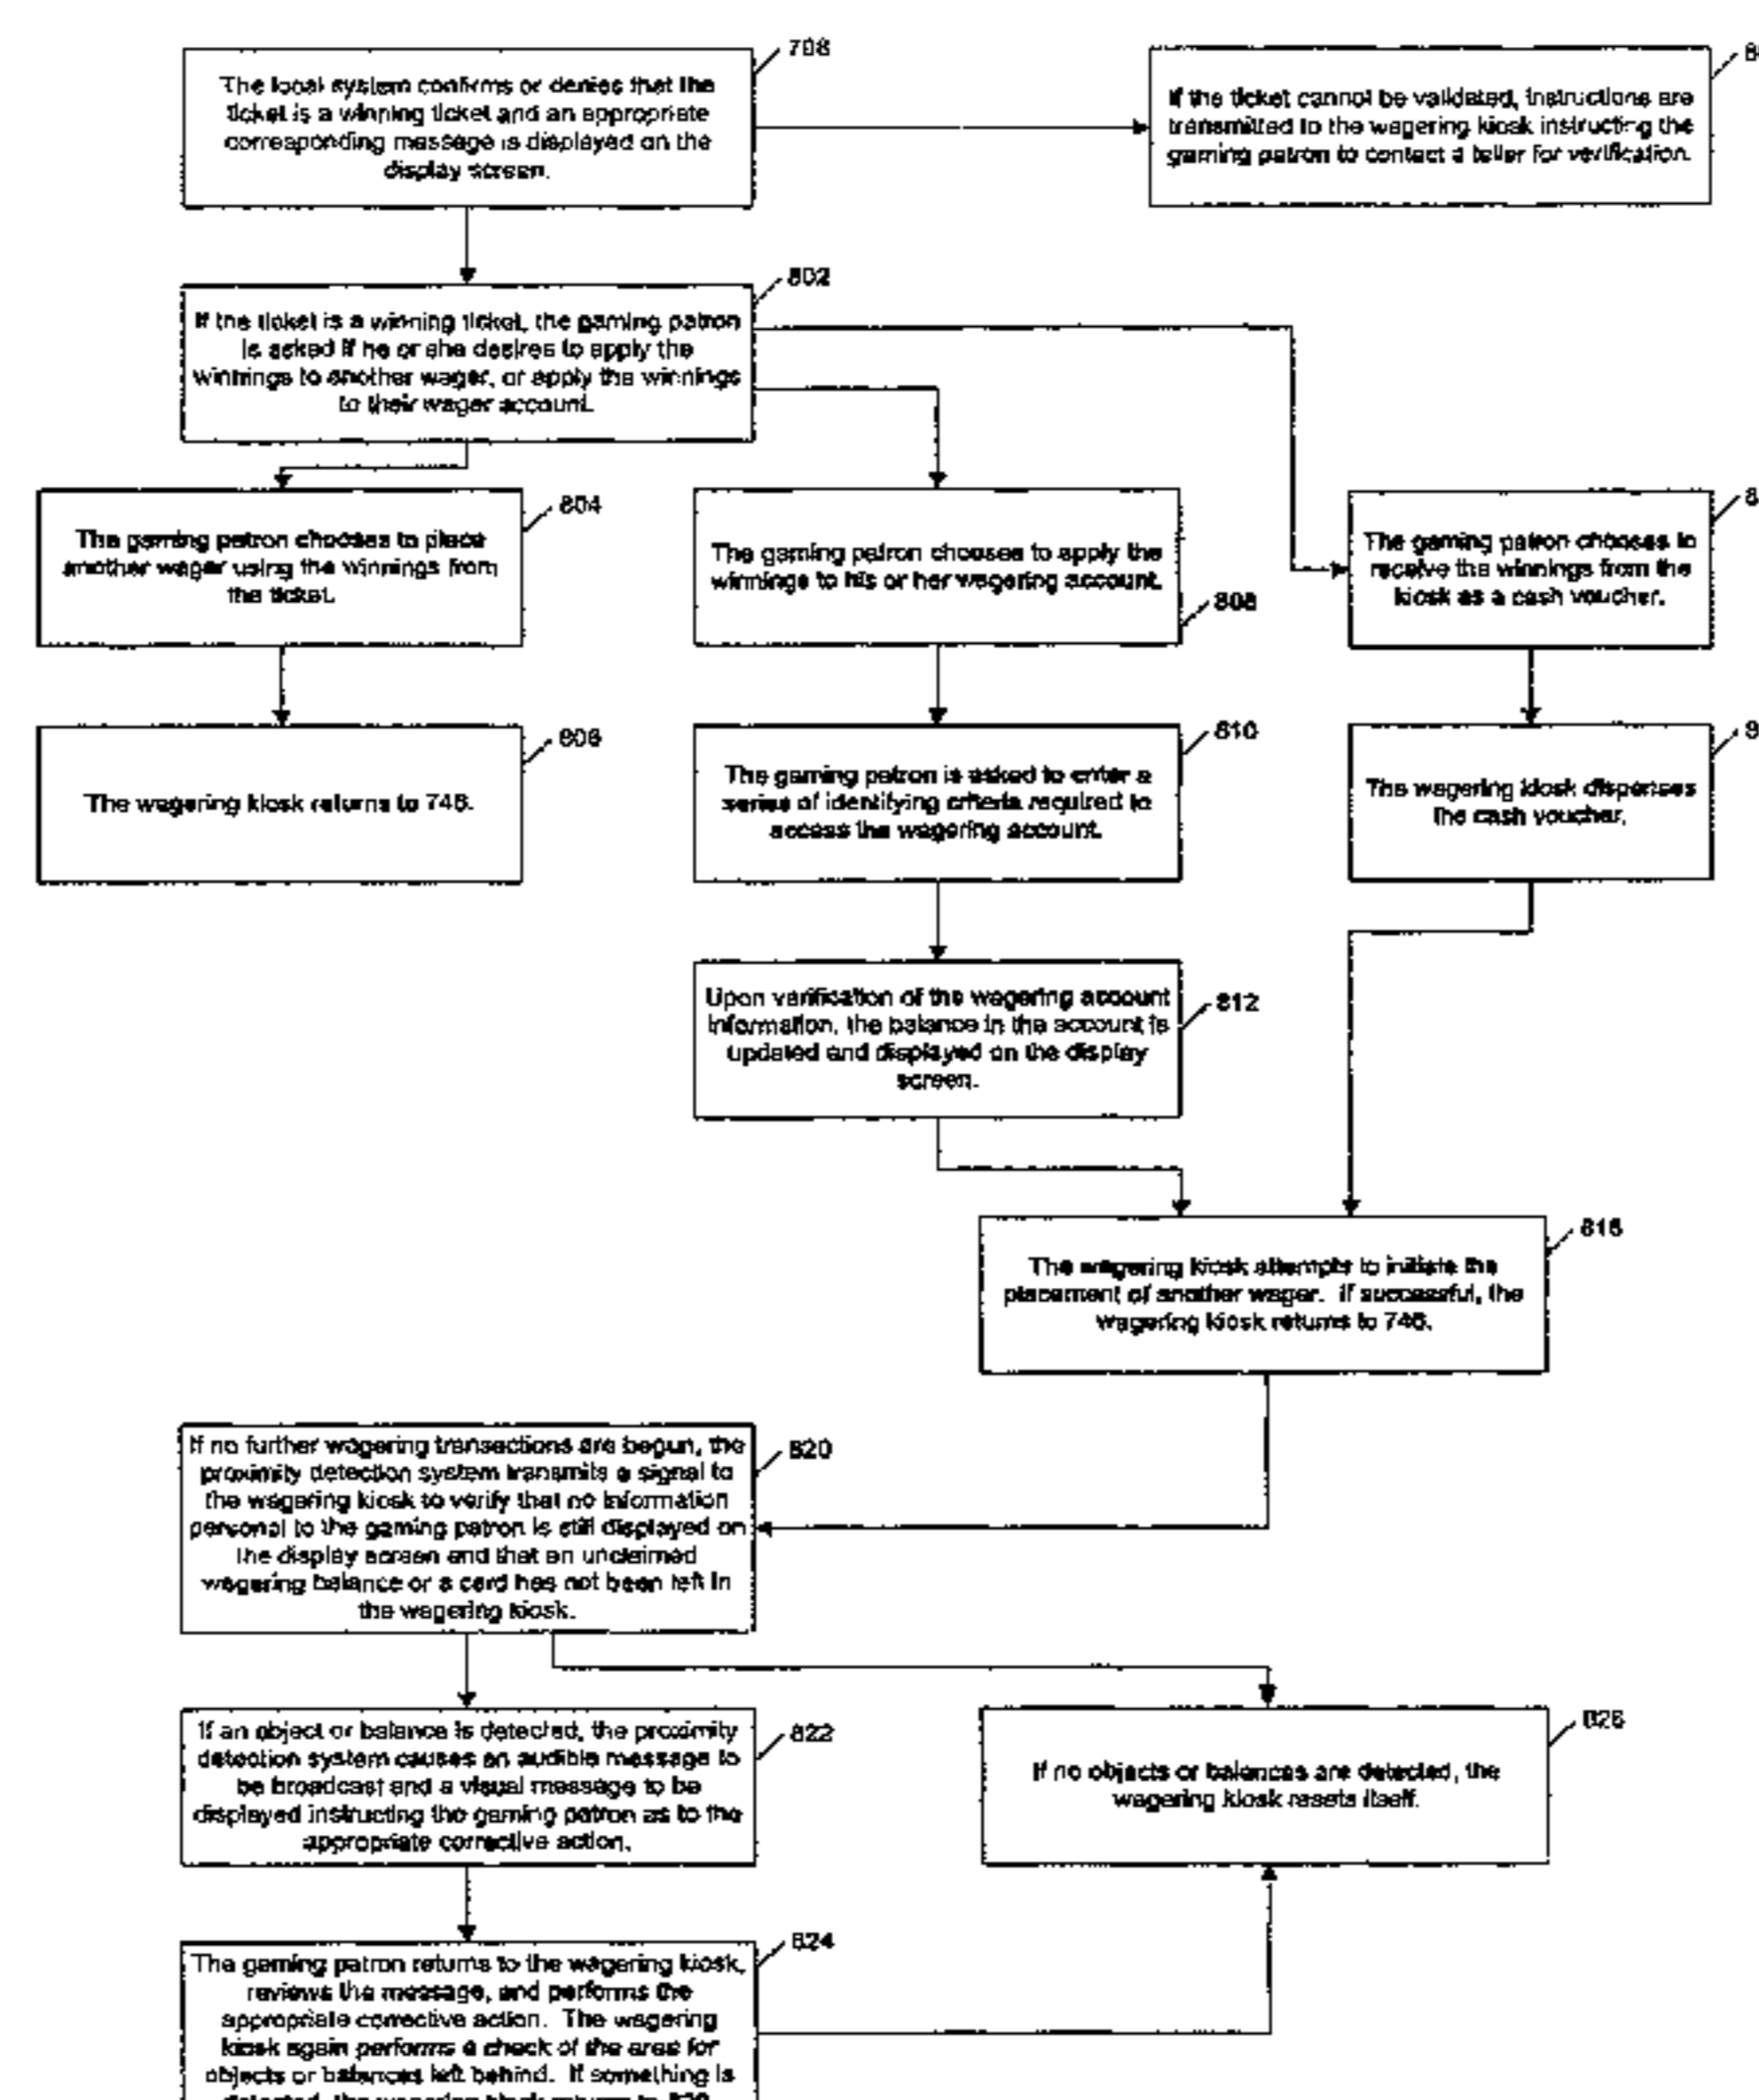 798
The local system confirms or denies that the
ticket is a winning ticket and an appropriate
corresponding message is displayed on the
display screen.
If the ticket cannot be validated, instructions are
transmitted to the wagering kiosk instructing the
gaming patron to contact a teller for verification.
802
If the ticket is a winning ticket, the gaming patron
is asked if he or she desires to apply the
winnings to another wager, or apply the winnings
to their wager account.
804
The gaming patron chooses to place
another wager using the winnings from
the ticket.
The gaming patron chooses to apply the
winnings to his or her wagering account.
808
The gaming patron chooses to
receive the winnings from the
kiosk as a cash voucher.
806
The wagering kiosk returns to 746.
810
The gaming patron is asked to enter a
series of identifying criteria required to
access the wagering account.
The wagering kiosk dispenses
the cash voucher.
812
Upon verification of the wagering account
information, the balance in the account is
updated and displayed on the display
screen.
The wagering kiosk attempts to initiate the
placement of another wager. If successful, the
wagering kiosk returns to 746.
820
If no further wagering transactions are begun, the
proximity detection system transmits a signal to
the wagering kiosk to verify that no information
personal to the gaming patron is still displayed on
the display screen and that an unclaimed
wagering balance or a card has not been left in
the wagering kiosk.
822
If an object or balance is detected, the proximity
detection system causes an audible message to
be broadcast and a visual message to be
displayed instructing the gaming patron as to the
appropriate corrective action.
826
If no objects or balances are detected, the
wagering kiosk resets itself.
824
The gaming patron returns to the wagering kiosk,
reviews the message, and performs the
appropriate corrective action. The wagering
kiosk again performs a check of the area for
objects or balances left behind. If something is